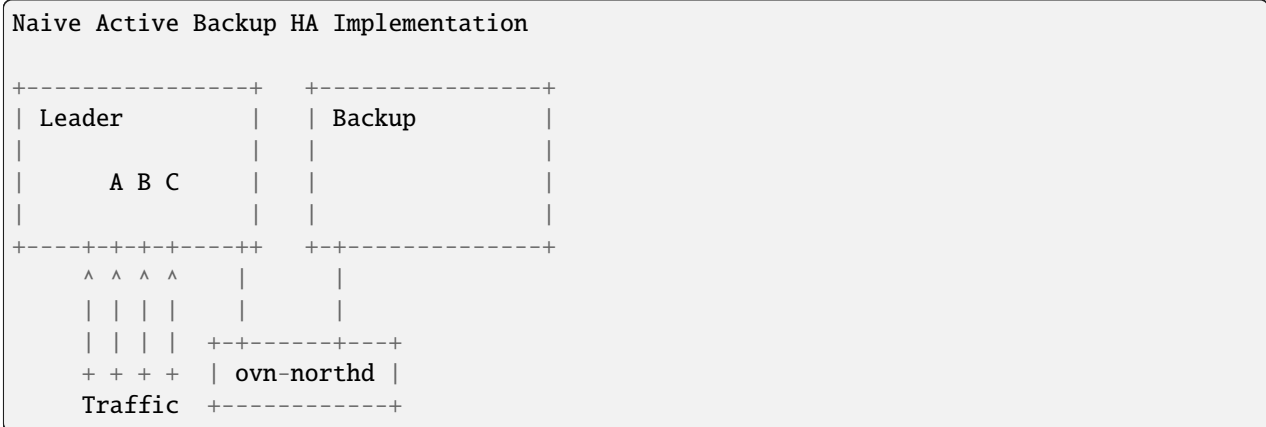 Naive Active Backup HA Implementation

+----------------+   +----------------+
| Leader         |   | Backup         |
|                |   |                |
|      A B C     |   |                |
|                |   |                |
+----+-+-+-+----++   +-+--------------+
     ^ ^ ^ ^    |      |
     | | | |    |      |
     | | | |  +-+------+---+
     + + + +  | ovn-northd |
     Traffic  +------------+